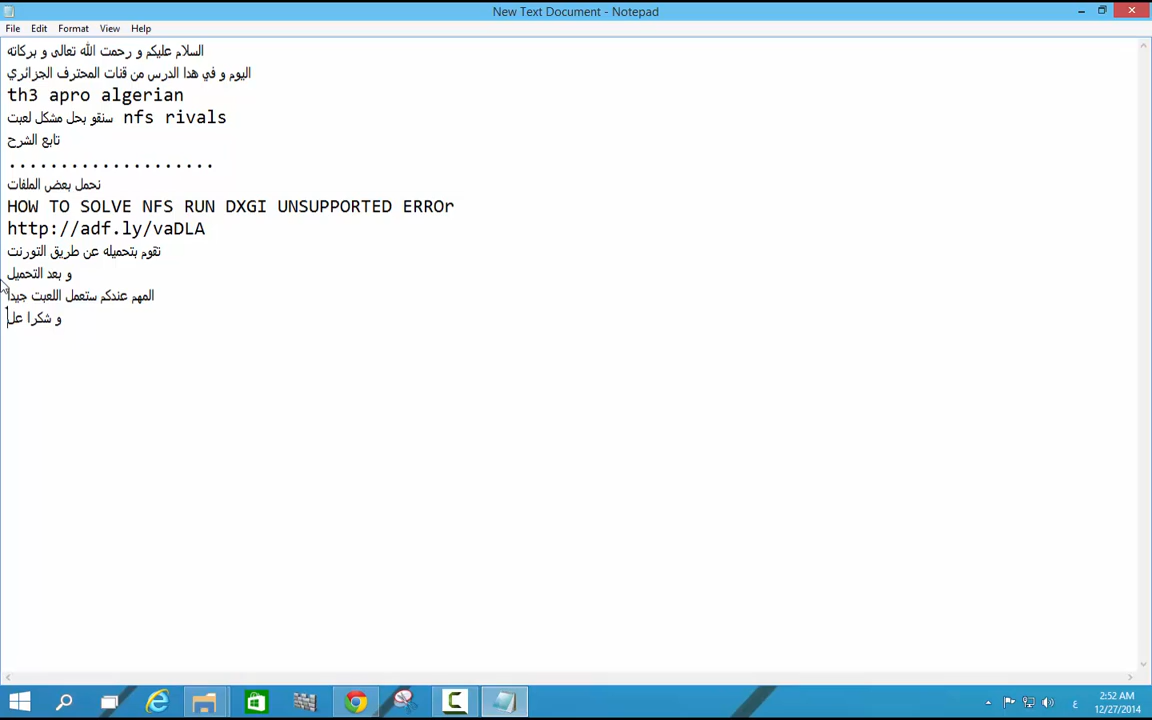 New Text Document - Notepad
File Edit Format View Help
السلام عليكم و رحمت الله تعالى و بركاته
اليوم و في هدا الدرس من قنات المحترف الجزائري
th3 apro algerian
سنقو بحل مشكل لعبت nfs rivals
تابع الشرح
....................
نحمل بعض الملفات
HOW TO SOLVE NFS RUN DXGI UNSUPPORTED ERROr
http://adf.ly/vaDLA
تقوم بتحميله عن طريق التورنت
و بعد التحميل
المهم عندكم ستعمل اللعبت جيدا
و شكرا عل
ع
2:52 AM
12/27/2014